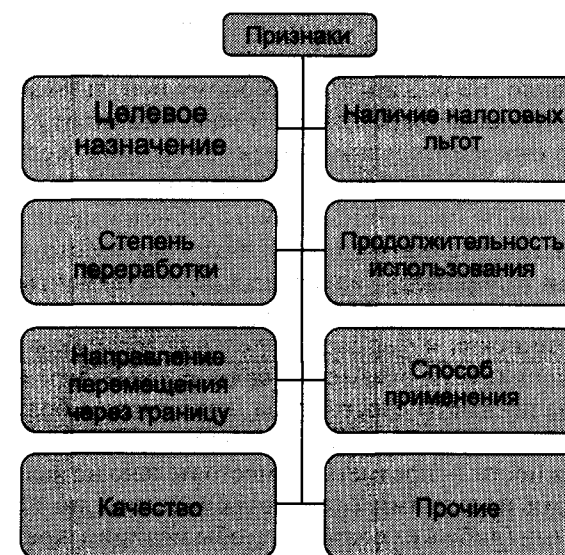 Признаки
Целевое
назначение
Наличие налоговых
льгот
Степень
переработки
Продолжительность
использования
Направление
перемещения
через границу
Способ
применения
Качество
Прочие